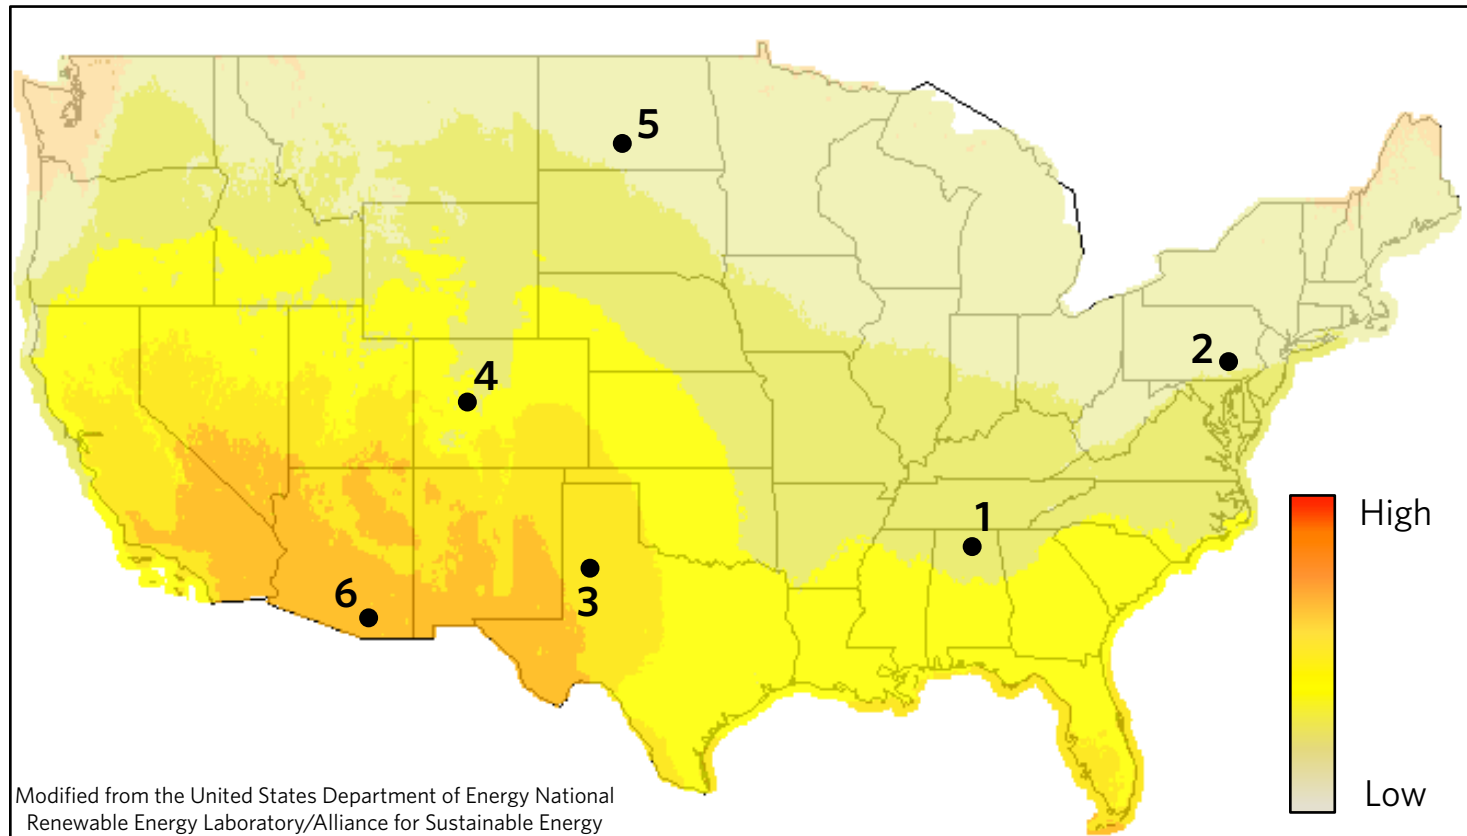 5
2
4
1
3
6
High
Low
Modified from the United States Department of Energy National
Renewable Energy Laboratory/Alliance for Sustainable Energy